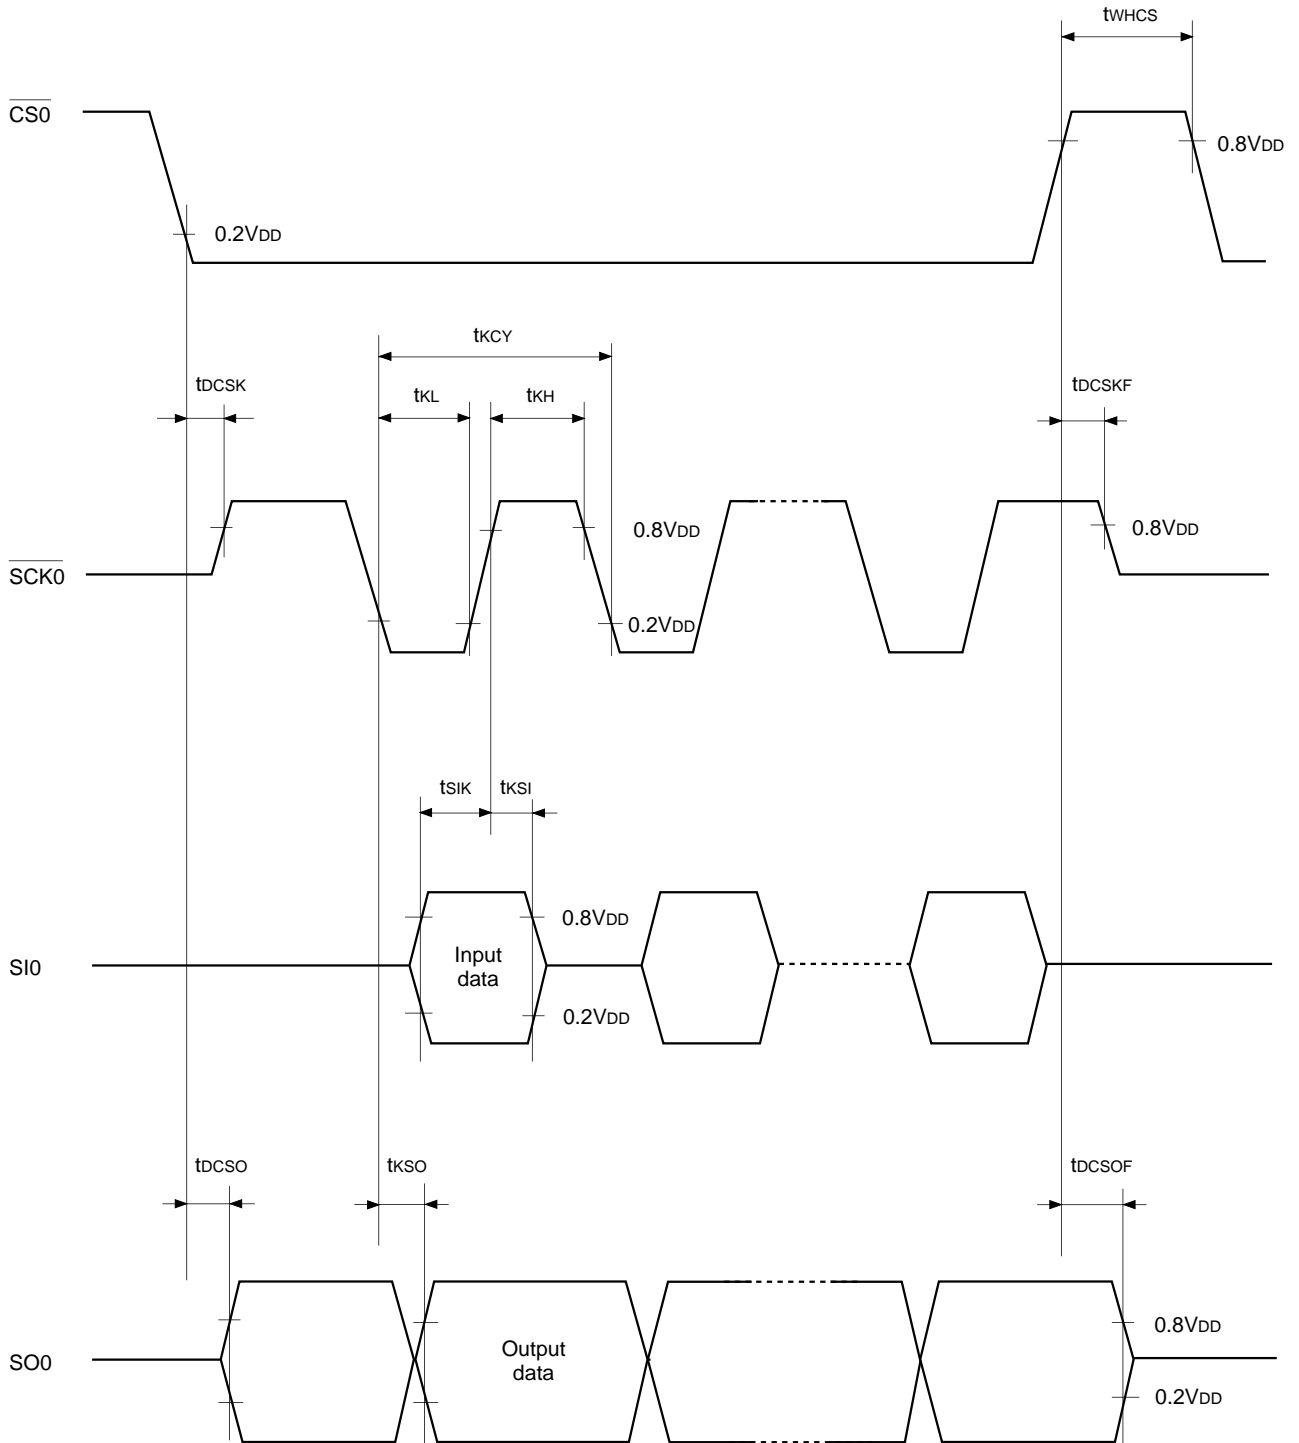 tWHCS
CS0
0.8VDD
0.2VDD
tKCY
tDCSK
tKL
tKH
tDCSKF
0.8VDD
0.8VDD
SCK0
0.2VDD
tSIK
tKSI
0.8VDD
Input
data
SI0
0.2VDD
tDCSO
tKSO
tDCSOF
0.8VDD
Output
data
SO0
0.2VDD